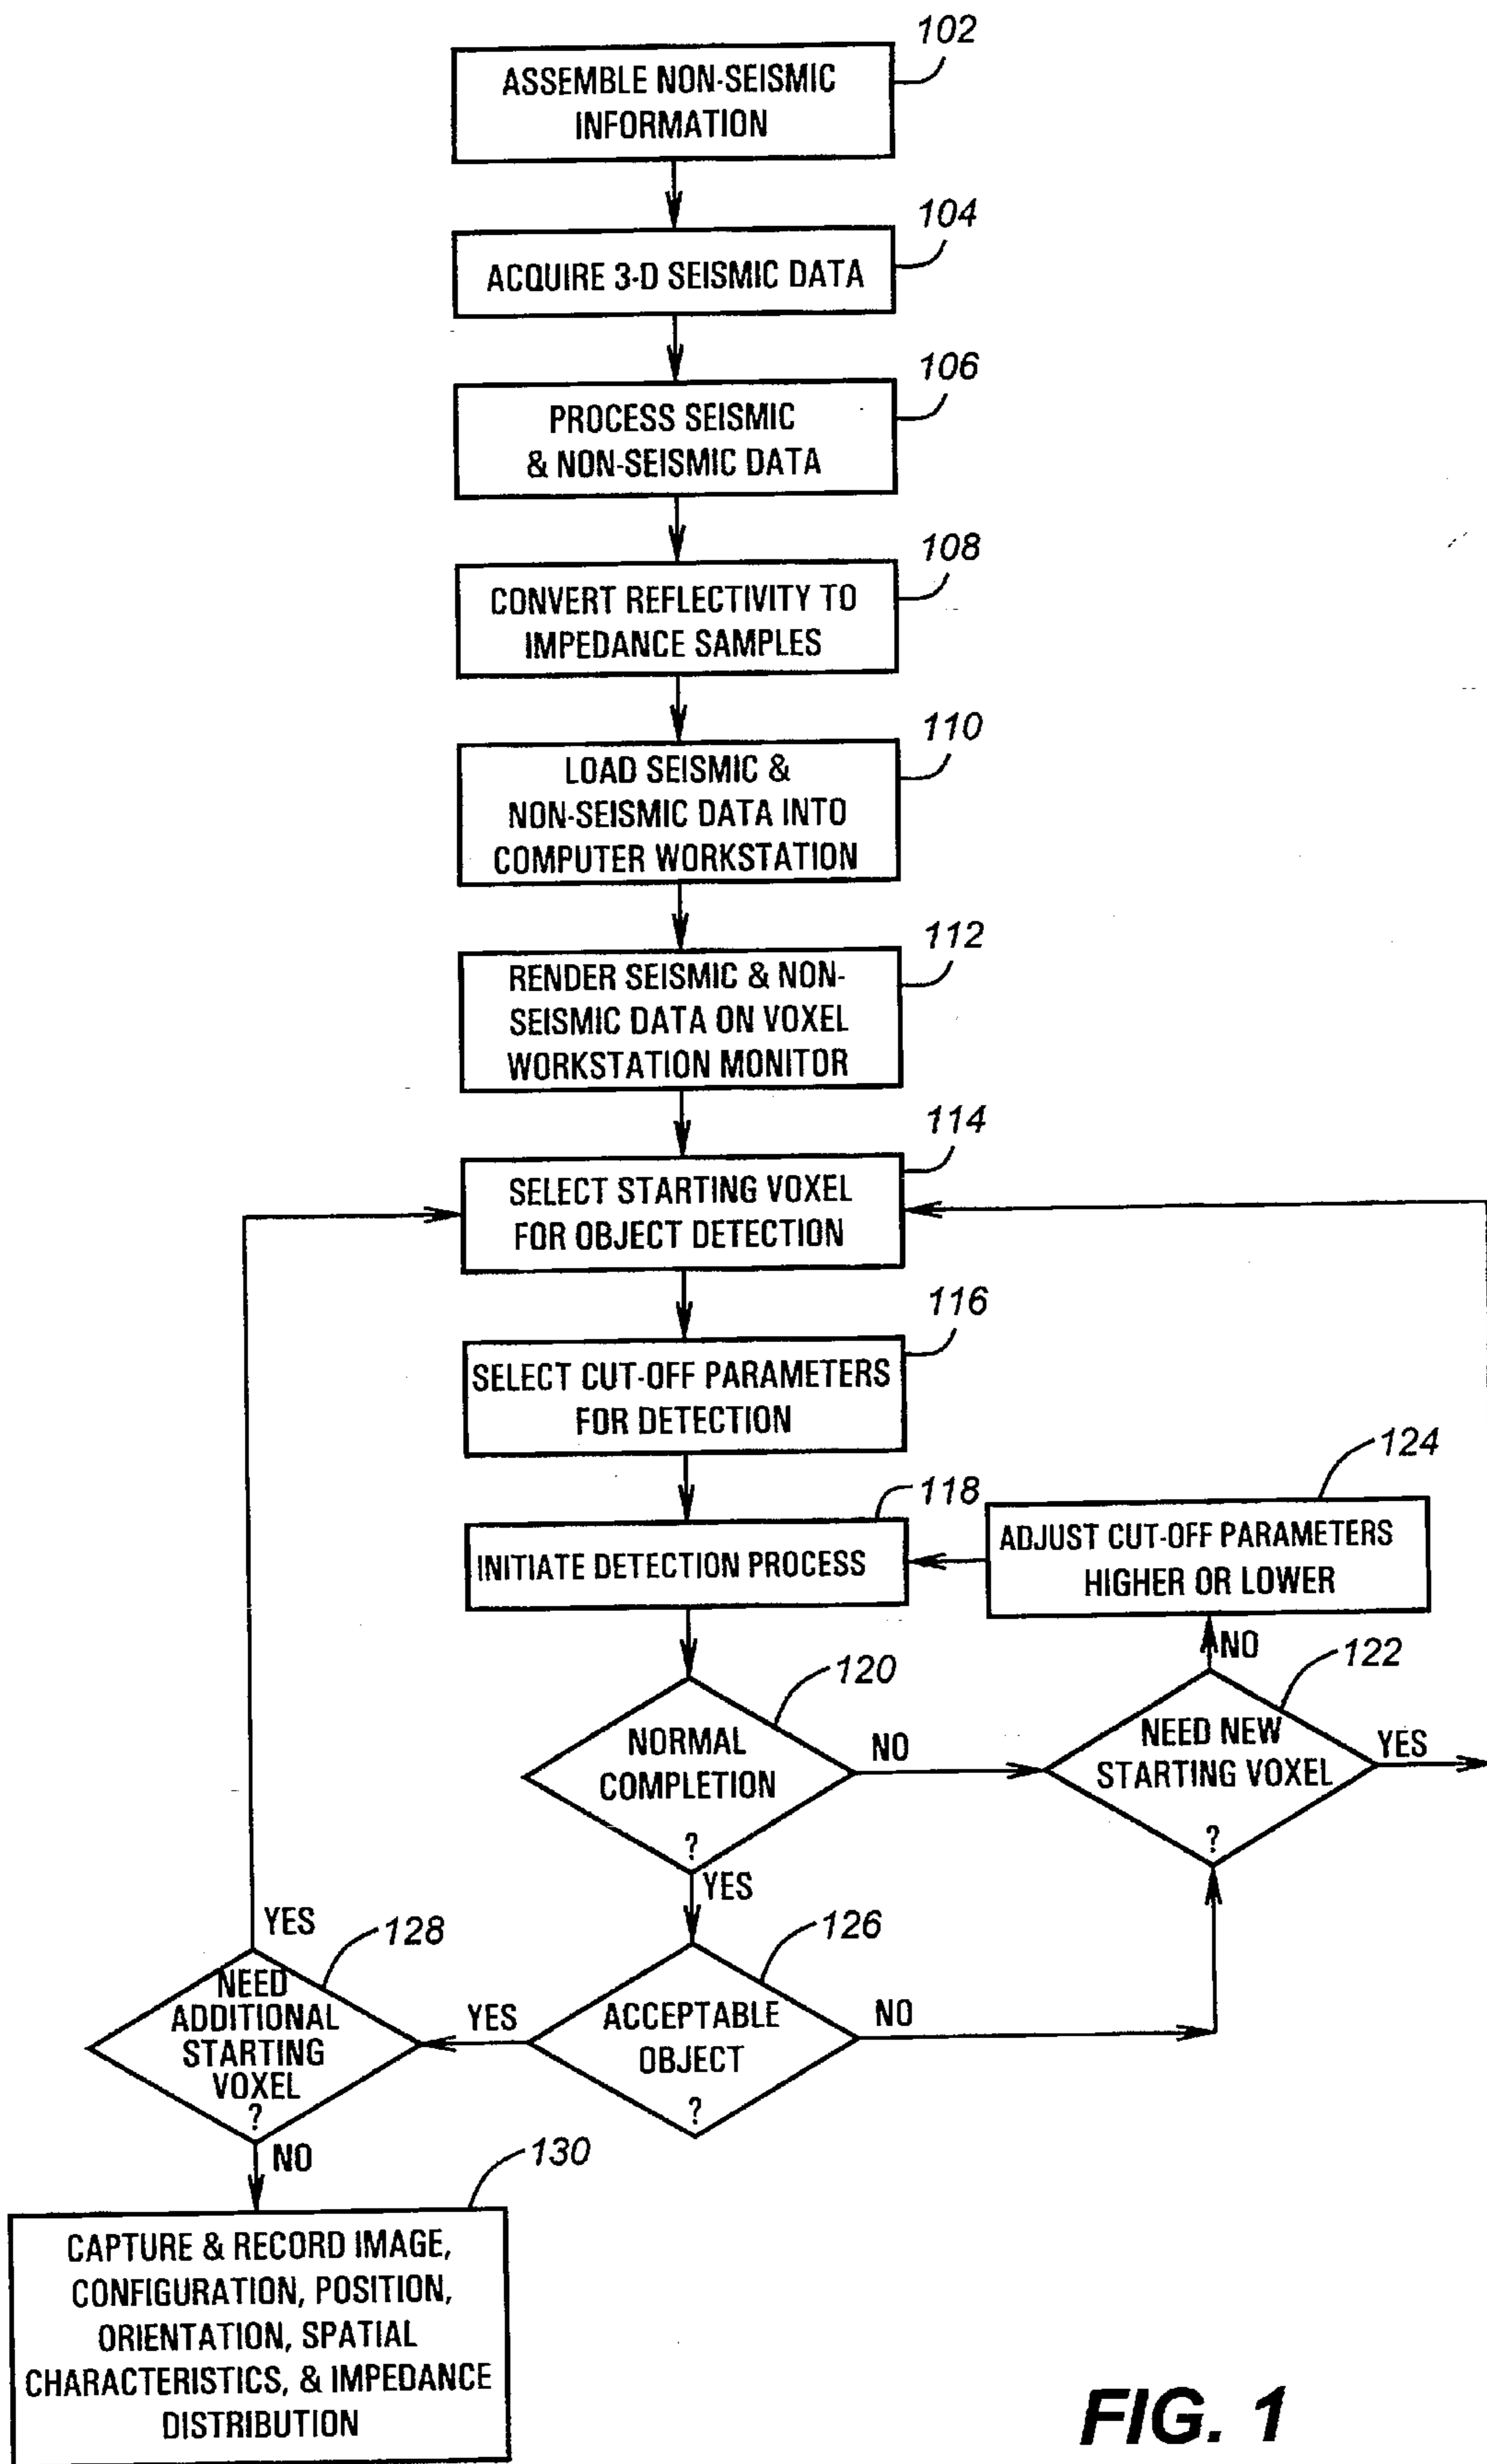 102
ASSEMBLE NON-SEISMIC
INFORMATION
104
ACQUIRE 3-D SEISMIC DATA
106
PROCESS SEISMIC
& NON-SEISMIC DATA
108
CONVERT REFLECTIVITY TO
IMPEDANCE SAMPLES
110
LOAD SEISMIC &
NON-SEISMIC DATA INTO
COMPUTER WORKSTATION
112
RENDER SEISMIC & NON-
SEISMIC DATA ON VOXEL
WORKSTATION MONITOR
114
SELECT STARTING VOXEL
FOR OBJECT DETECTION
116
SELECT CUT-OFF PARAMETERS
FOR DETECTION
118
INITIATE DETECTION PROCESS
124
ADJUST CUT-OFF PARAMETERS
HIGHER OR LOWER
NO
120
NORMAL
COMPLETION
?
NO
122
NEED NEW
STARTING VOXEL
?
YES
YES
126
ACCEPTABLE
OBJECT
?
NO
YES
YES
128
NEED
ADDITIONAL
STARTING
VOXEL
?
NO
130
CAPTURE & RECORD IMAGE,
CONFIGURATION, POSITION,
ORIENTATION, SPATIAL
CHARACTERISTICS, & IMPEDANCE
DISTRIBUTION
FIG. 1